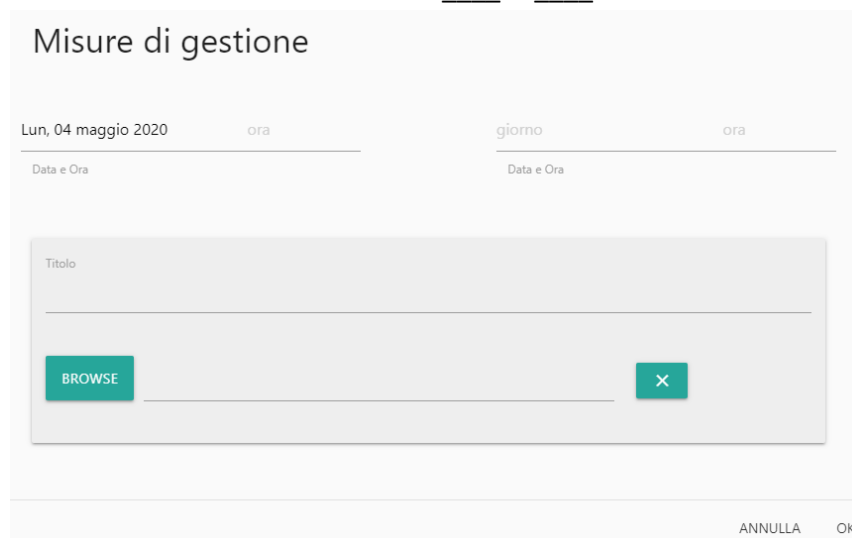 Misure di gestione
Lun, 04 maggio 2020 ora giorno ora
Data e Ora Data e Ora
Titolo
BROWSE
ANNULLA OK